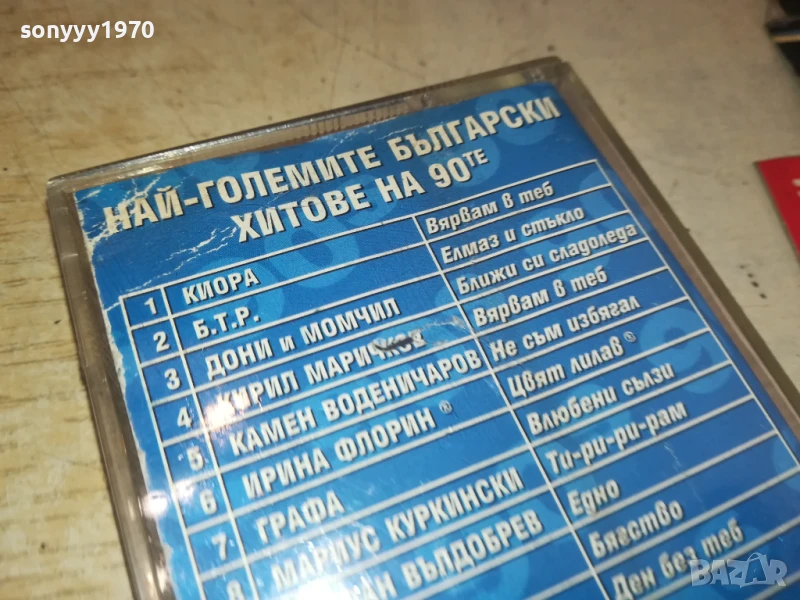 sonyyy1970
НАЙ-ГОЛЕМИТЕ БЪЛГАРСКИ
ХИТОВЕ НА 90ТЕ
1 КИОРА Вярвам в теб
2 Б.Т.Р. Елмаз и стъкло
3 ДОНИ и МОМЧИЛ Ближи си сладоледа
4 КИРИЛ МАРИЧКОВ Вярвам в теб
5 КАМЕН ВОДЕНИЧАРОВ Не съм избягал
6 ИРИНА ФЛОРИН ® Цвят лилав ®
7 ГРАФА Влюбени сълзи
8 МАРИУС КУРКИНСКИ Ти-ри-ри-рам
ВЪЛДОБРЕВ Едно
Бягство
Ден без теб
BAZAR